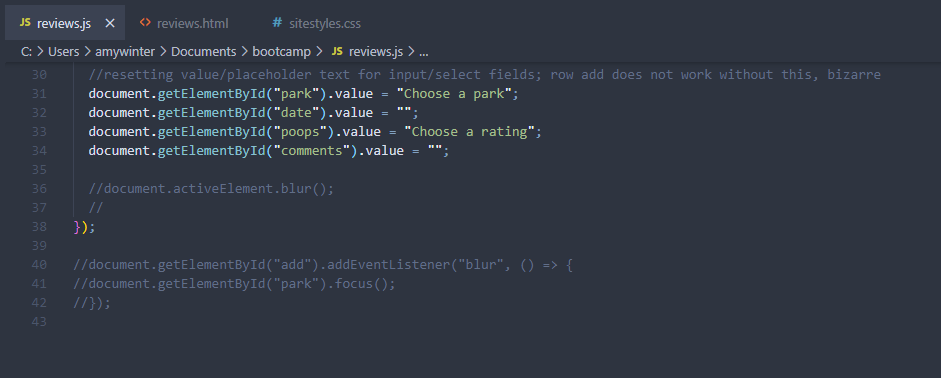 JS reviews.js × <> reviews.html # sitestyles.css
C: > Users > amywinter > Documents > bootcamp > JS reviews.js > ...
30 //resetting value/placeholder text for input/select fields; row add does not work without this, bizarre
31 document.getElementById("park").value = "Choose a park";
32 document.getElementById("date").value = "";
33 document.getElementById("poops").value = "Choose a rating";
34 document.getElementById("comments").value = "";
35
36 //document.activeElement.blur();
37 //
38 });
39
40 //document.getElementById("add").addEventListener("blur", () => {
41 //document.getElementById("park").focus();
42 //});
43